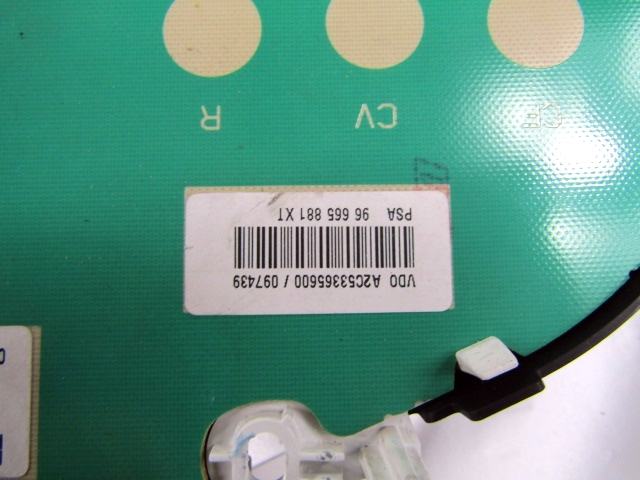 VDO A2C53365600 / 097439
PSA 96 665 881 XT
CV R